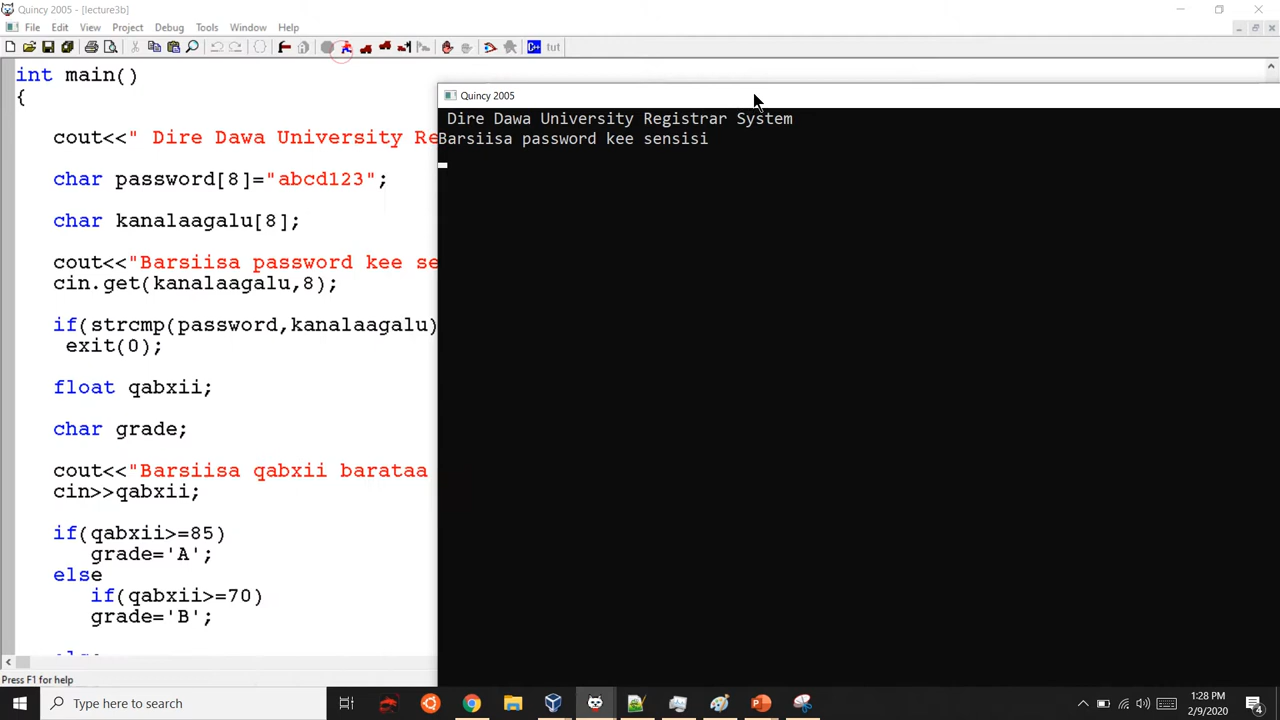 Quincy 2005 - [lecture3b]
File Edit View Project Debug Tools Window Help
C++ tut
int main()
{
cout<<" Dire Dawa University Re
char password[8]="abcd123";
char kanalaagalu[8];
cout<<"Barsiisa password kee se
cin.get(kanalaagalu,8);
if(strcmp(password,kanalaagalu)
exit(0);
float qabxii;
char grade;
cout<<"Barsiisa qabxii barataa
cin>>qabxii;
if(qabxii>=85)
grade='A';
else
if(qabxii>=70)
grade='B';
Quincy 2005
Dire Dawa University Registrar System
Barsiisa password kee sensisi
Press F1 for help
Type here to search
1:28 PM
2/9/2020
4